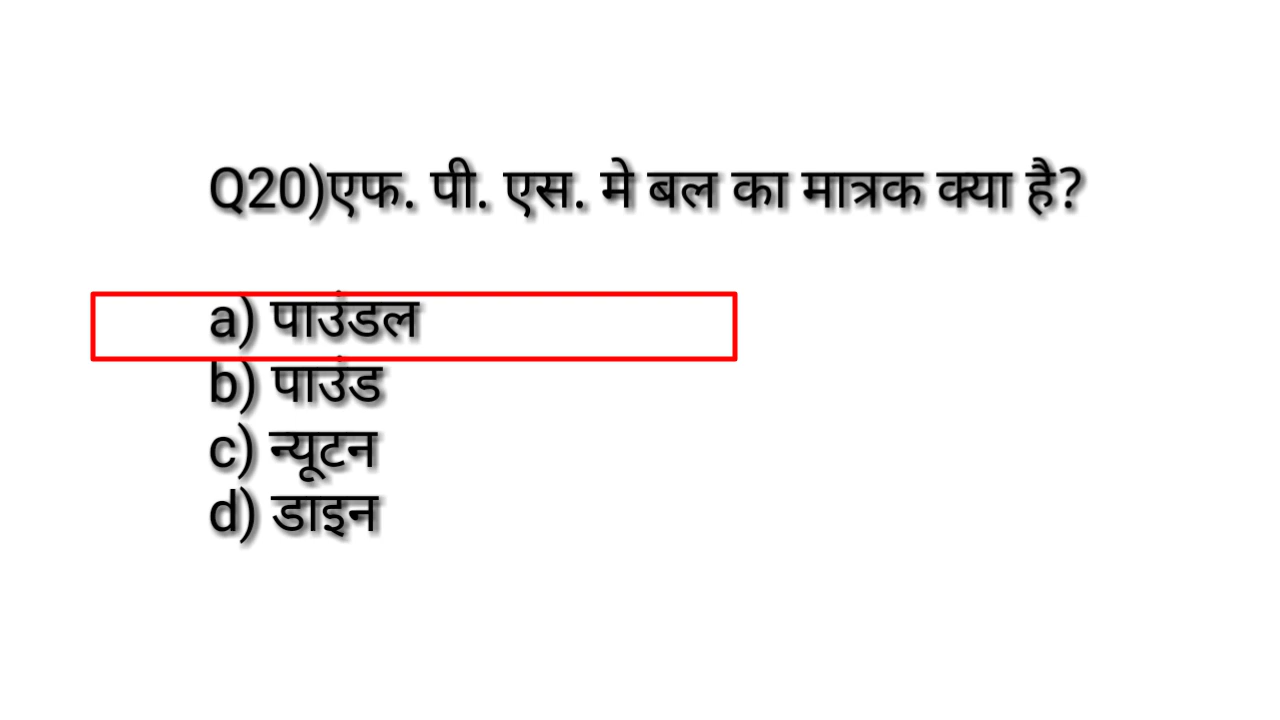 Q20)एफ. पी. एस. मे बल का मात्रक क्या है?
a) पाउंडल
b) पाउंड
c) न्यूटन
d) डाइन